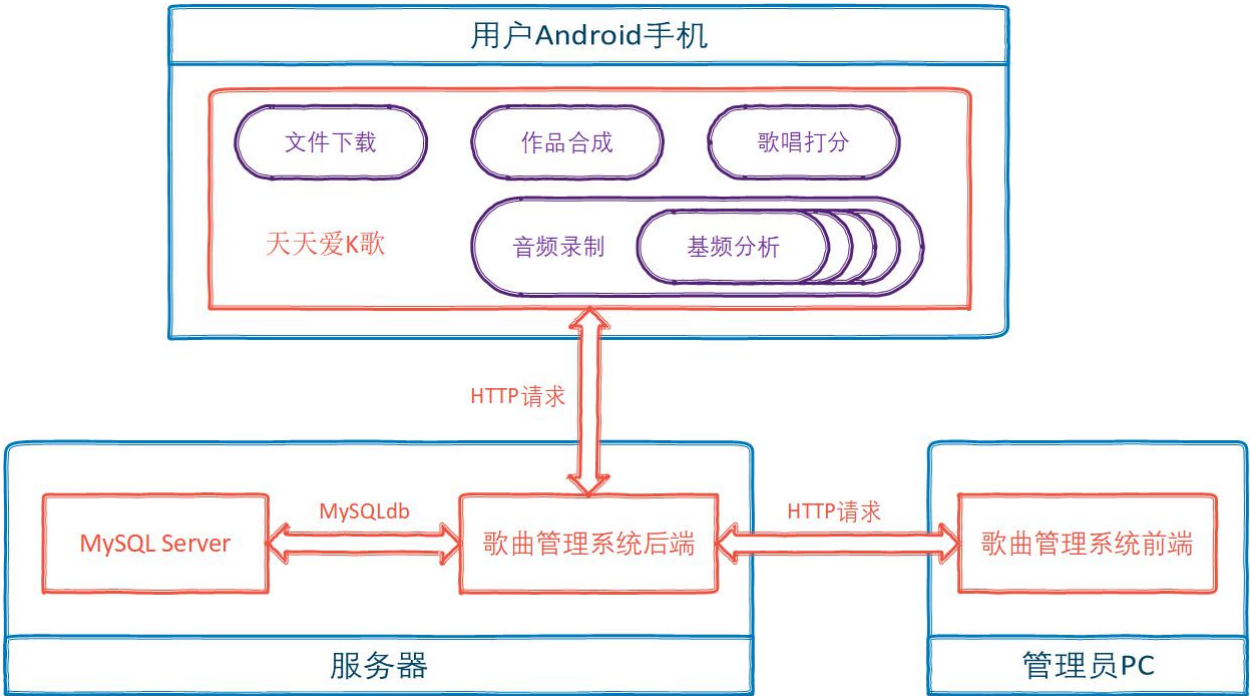 用户Android手机
文件下载
作品合成
歌唱打分
天天爱K歌
音频录制
基频分析
HTTP请求
MySQLdb
HTTP请求
MySQL Server
歌曲管理系统后端
歌曲管理系统前端
服务器
管理员PC